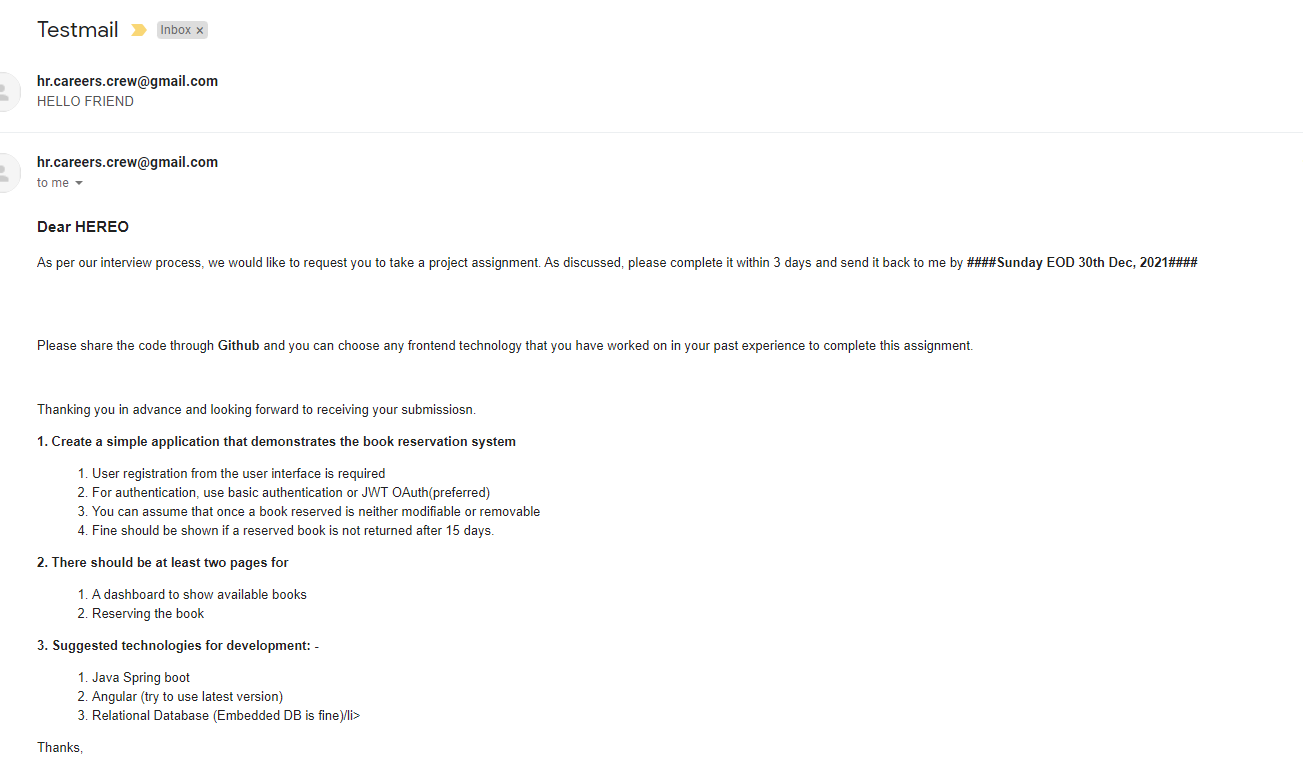 Testmail
Inbox ×
hr.careers.crew@gmail.com
HELLO FRIEND
hr.careers.crew@gmail.com
to me
Dear HEREO
As per our interview process, we would like to request you to take a project assignment. As discussed, please complete it within 3 days and send it back to me by ####Sunday EOD 30th Dec, 2021####
Please share the code through Github and you can choose any frontend technology that you have worked on in your past experience to complete this assignment.
Thanking you in advance and looking forward to receiving your submissiosn.
1. Create a simple application that demonstrates the book reservation system
1. User registration from the user interface is required
2. For authentication, use basic authentication or JWT OAuth(preferred)
3. You can assume that once a book reserved is neither modifiable or removable
4. Fine should be shown if a reserved book is not returned after 15 days.
2. There should be at least two pages for
1. A dashboard to show available books
2. Reserving the book
3. Suggested technologies for development: -
1. Java Spring boot
2. Angular (try to use latest version)
3. Relational Database (Embedded DB is fine)/li>
Thanks,